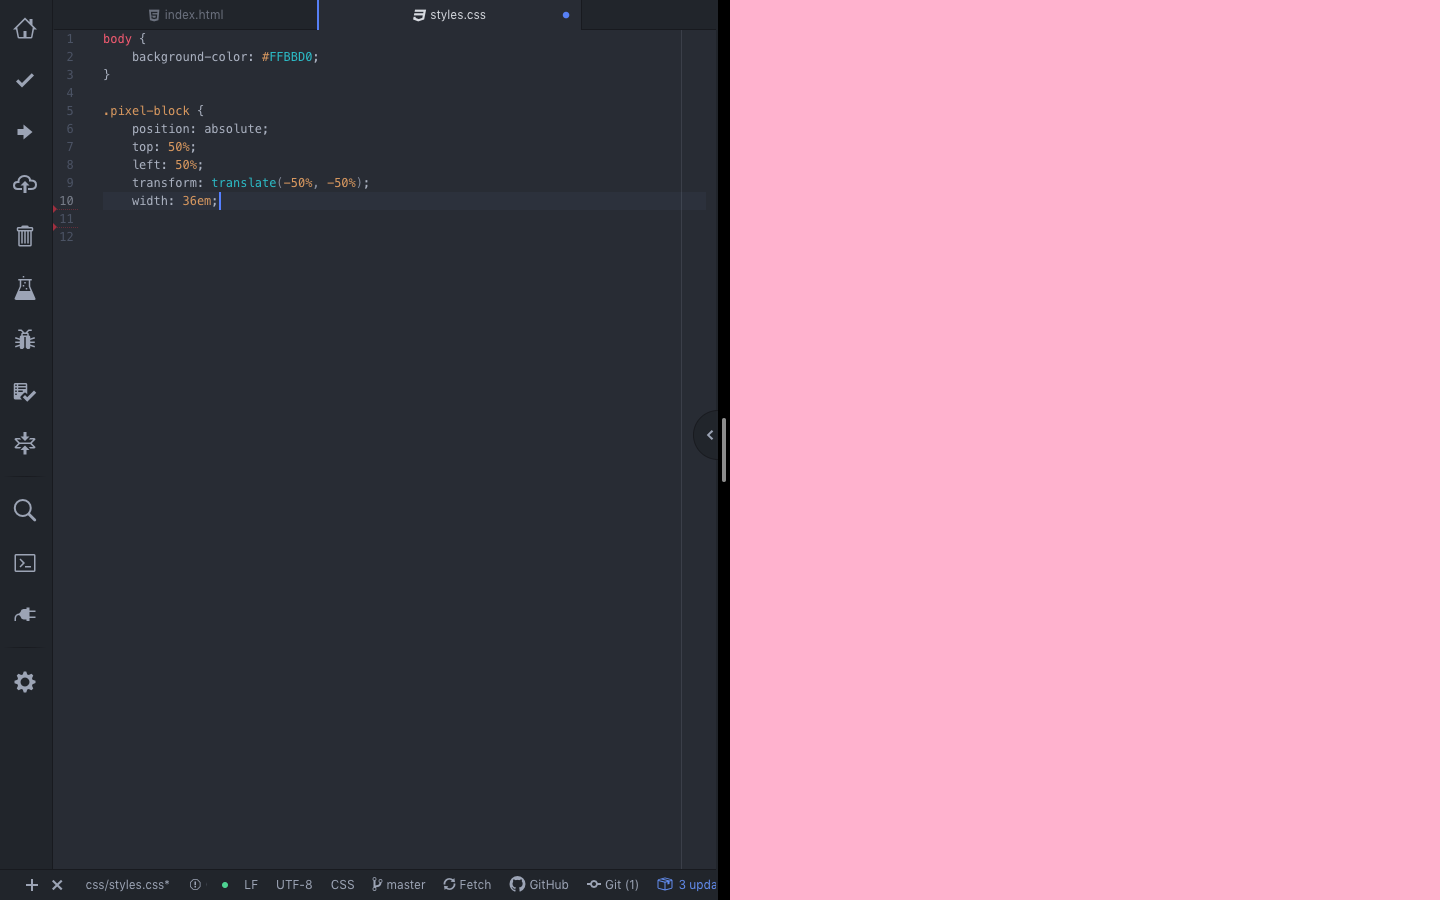 index.html
styles.css
1 body {
2 background-color: #FFBBD0;
3 }
4
5 .pixel-block {
6 position: absolute;
7 top: 50%;
8 left: 50%;
9 transform: translate(-50%, -50%);
10 width: 36em;
11
12
css/styles.css* LF UTF-8 CSS master Fetch GitHub Git (1) 3 upda